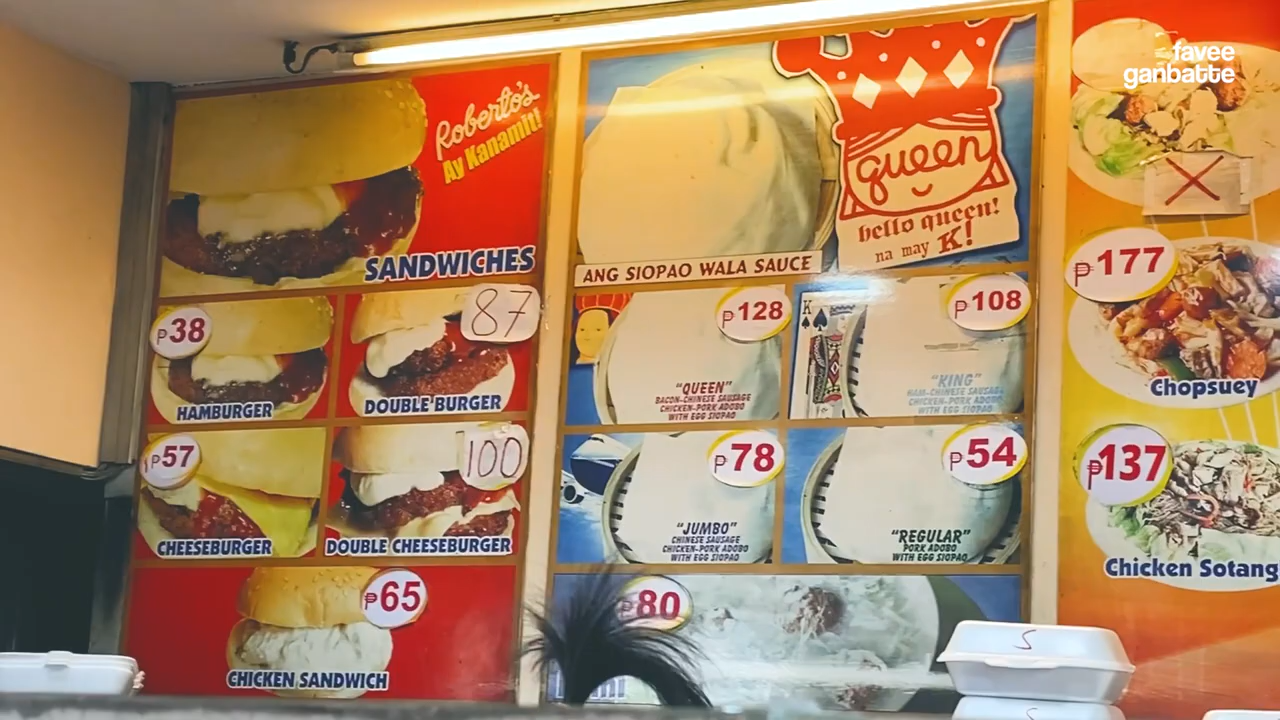 favee
ganbatte
Roberto's
Ay Kanamit!
SANDWICHES
₱38
HAMBURGER
87
DOUBLE BURGER
₱57
CHEESEBURGER
100
DOUBLE CHEESEBURGER
₱65
CHICKEN SANDWICH
queen
hello queen!
na may K!
ANG SIOPAO WALA SAUCE
₱128
"QUEEN"
BACON-CHINESE SAUSAGE
CHICKEN-PORK ADOBO
WITH EGG SIOPAO
K
₱108
"KING"
HAM-CHINESE SAUSAGE
CHICKEN-PORK ADOBO
WITH EGG SIOPAO
₱78
"JUMBO"
CHINESE SAUSAGE
CHICKEN-PORK ADOBO
WITH EGG SIOPAO
₱54
"REGULAR"
PORK ADOBO
WITH EGG SIOPAO
₱80
₱177
Chopsuey
₱137
Chicken Sotang
S